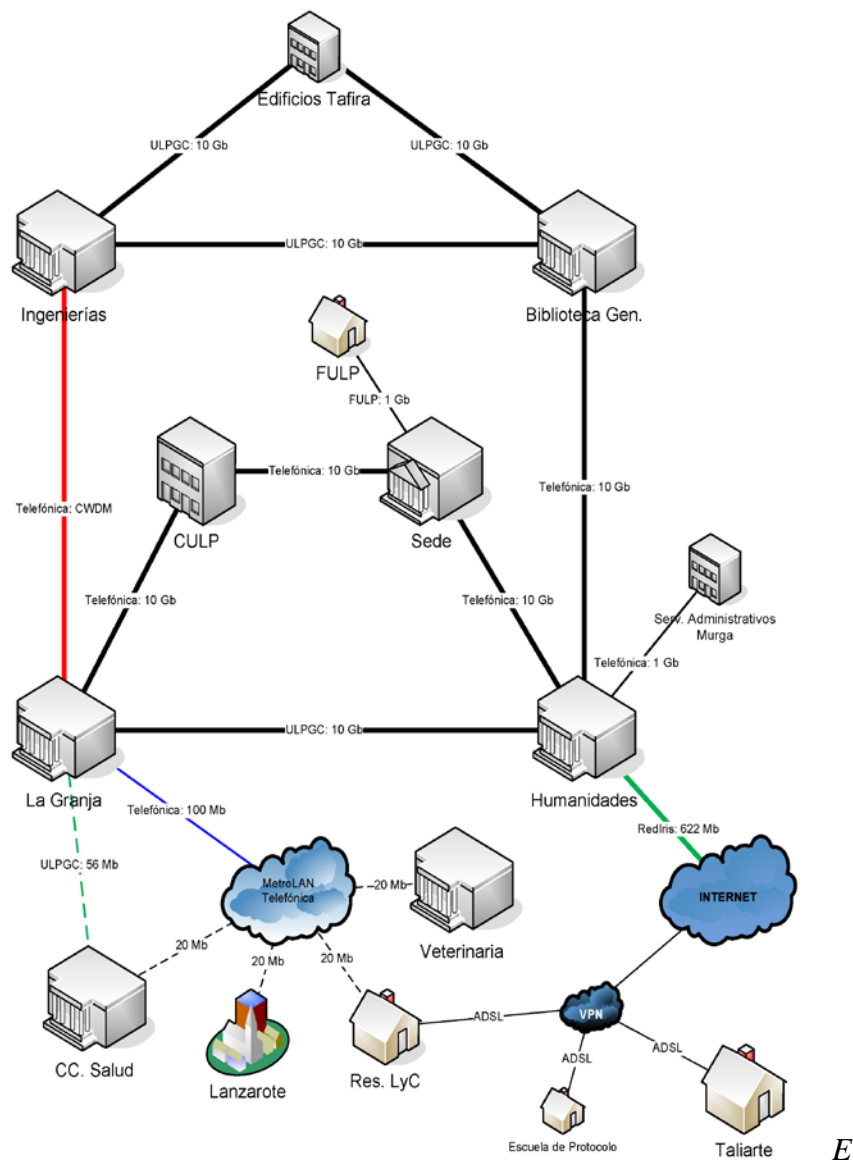 Edificios Tafira
ULPGC: 10 Gb
ULPGC: 10 Gb
ULPGC: 10 Gb
Ingenierías
Biblioteca Gen.
FULP
FULP: 1 Gb
Telefónica: 10 Gb
Telefónica: 10 Gb
Telefónica: CWDM
CULP
Sede
Telefónica: 10 Gb
Telefónica: 10 Gb
Serv. Administrativos
Murga
Telefónica: 1 Gb
ULPGC: 10 Gb
La Granja
Humanidades
Telefónica: 100 Mb
RedIris: 622 Mb
ULPGC: 56 Mb
MetroLAN
Telefónica
20 Mb
INTERNET
Veterinaria
20 Mb
20 Mb
20 Mb
VPN
ADSL
CC. Salud
Lanzarote
Res. LyC
ADSL
ADSL
Escuela de Protocolo
Taliarte
E